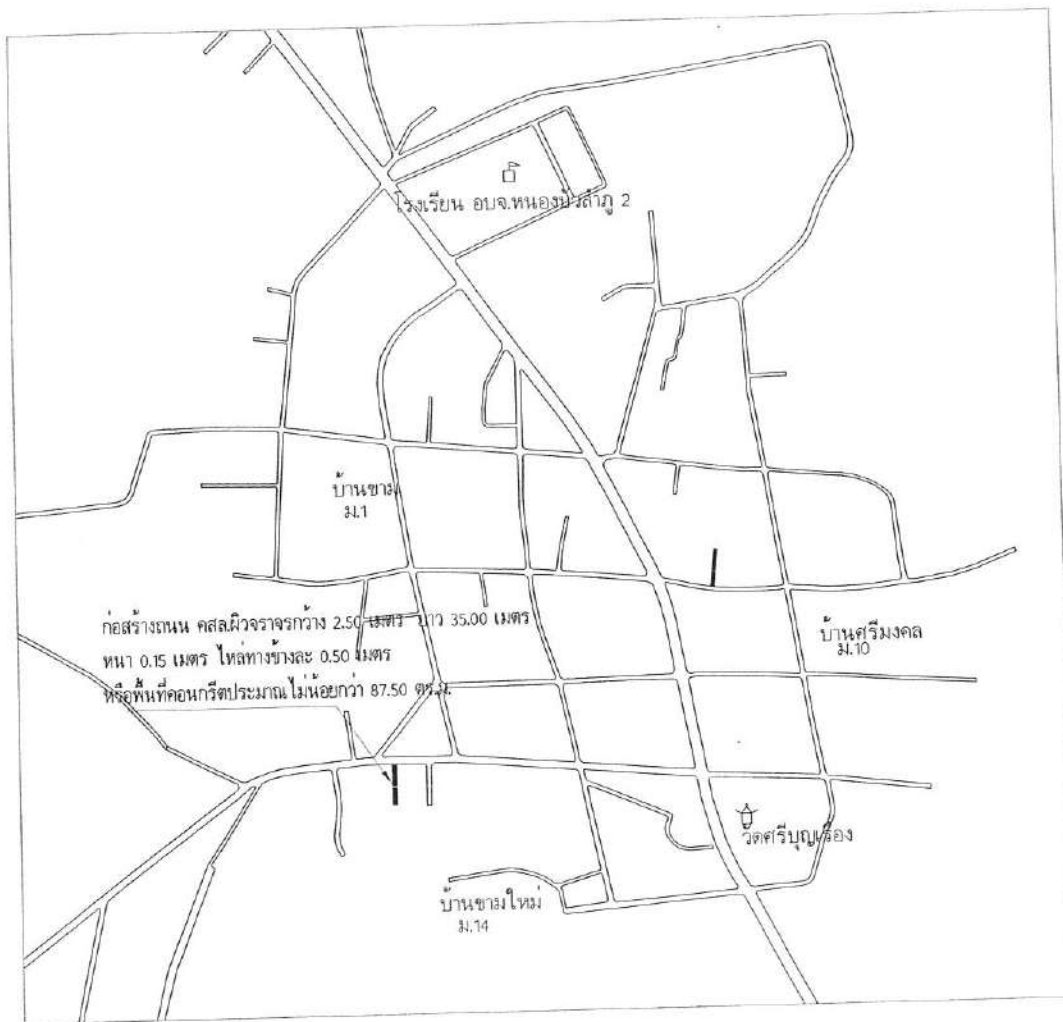 โรงเรียน อบจ.หนองบัวลำภู 2
บ้านขาม
ม.1
ก่อสร้างถนน คสล.ผิวจราจรกว้าง 2.50 เมตร ยาว 35.00 เมตร
หนา 0.15 เมตร ไหล่ทางข้างละ 0.50 เมตร
หรือพื้นที่คอนกรีตประมาณไม่น้อยกว่า 87.50 ตร.ม.
บ้านศรีมงคล
ม.10
วัดศรีบุญเรือง
บ้านขามใหม่
ม.14